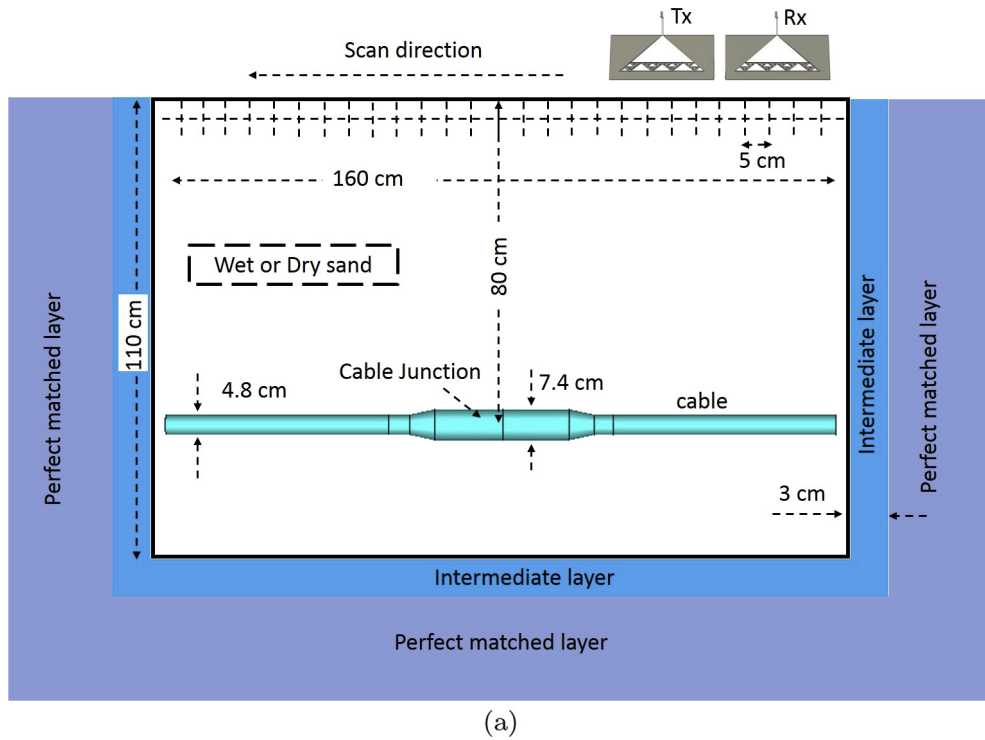 Tx
Rx
Scan direction
5 cm
160 cm
80 cm
Wet or Dry sand
110 cm
Perfect matched layer
Cable Junction
4.8 cm
7.4 cm
cable
Intermediate layer
Perfect matched layer
3 cm
Intermediate layer
Perfect matched layer
(a)